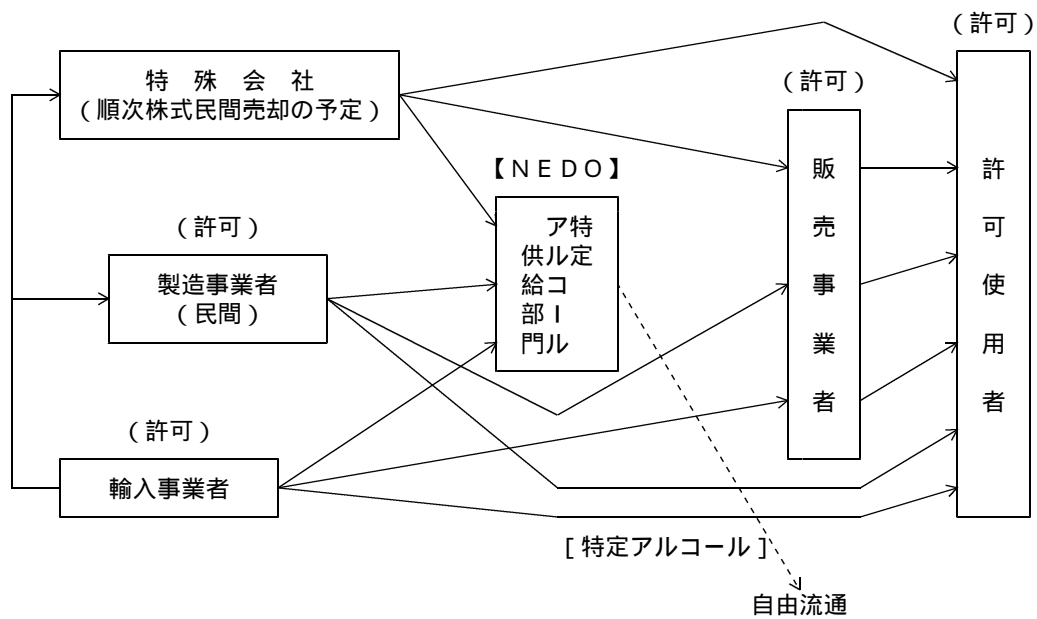 （許可）
特　殊　会　社
（順次株式民間売却の予定）
（許可）
【ＮＥＤＯ】
（許可）
製造事業者
（民間）
特定アルコール供給部門
販売事業者
許可使用者
（許可）
輸入事業者
［特定アルコール］
自由流通